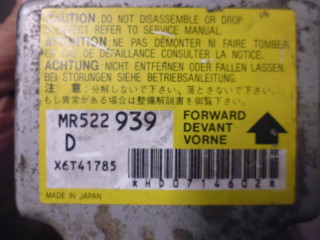 CAUTION DO NOT DISASSEMBLE OR DROP.
REFER TO SERVICE MANUAL.
ATTENTION NE PAS DÉMONTER NI FAIRE TOMBER.
EN CAS DE DÉFAILLANCE CONSULTER LA NOTICE.
ACHTUNG: NICHT ENTFERNEN ODER FALLEN LASSEN.
BEI STÖRUNGEN SIEHE BETRIEBSANLEITUNG.
注 意: 分解しないで下さい。落とさないで下さい。
もし異常がある場合は整備解説書を御覧下さい。
MR522 939
FORWARD
DEVANT
VORNE
D
X6T41785
*HD0714602*
MADE IN JAPAN